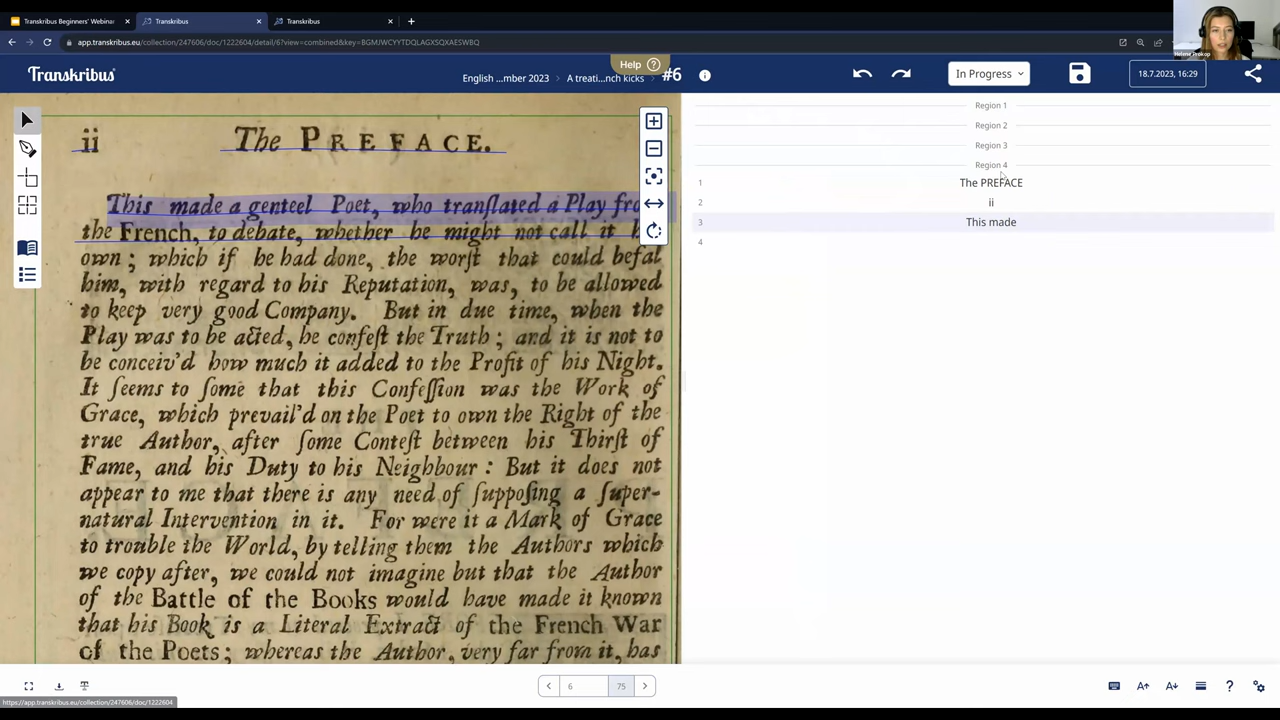 Transkribus Beginners' Webina
Transkribus
Transkribus
app.transkribus.eu/collection/247606/doc/1222604/detail/6?view=combined&key=BGMJWCYYTDQLAGXSQXAESWBQ
Helene Prokop
Transkribus
English ...mber 2023 > A treati...nch kicks > #6
Help ?
In Progress
18.7.2023, 16:29
ii The PREFACE.
This made a genteel Poet, who tranſlated a Play fro
the French, to debate, whether he might not call it h
own; which if he had done, the worſt that could befal
him, with regard to his Reputation, was, to be allowed
to keep very good Company. But in due time, when the
Play was to be acted, he confeſt the Truth; and it is not to
be conceiv'd how much it added to the Profit of his Night.
It ſeems to ſome that this Confeſſion was the Work of
Grace, which prevail'd on the Poet to own the Right of the
true Author, after ſome Conteſt between his Thirſt of
Fame, and his Duty to his Neighbour: But it does not
appear to me that there is any need of ſuppoſing a ſuper-
natural Intervention in it. For were it a Mark of Grace
to trouble the World, by telling them the Authors which
we copy after, we could not imagine but that the Author
of the Battle of the Books would have made it known
that his Book is a Literal Extract of the French War
of the Poets; whereas the Author, very far from it, has
Region 1
Region 2
Region 3
Region 4
1 The PREFACE
2 ii
3 This made
4
6 75
https://app.transkribus.eu/collection/247606/doc/1222604